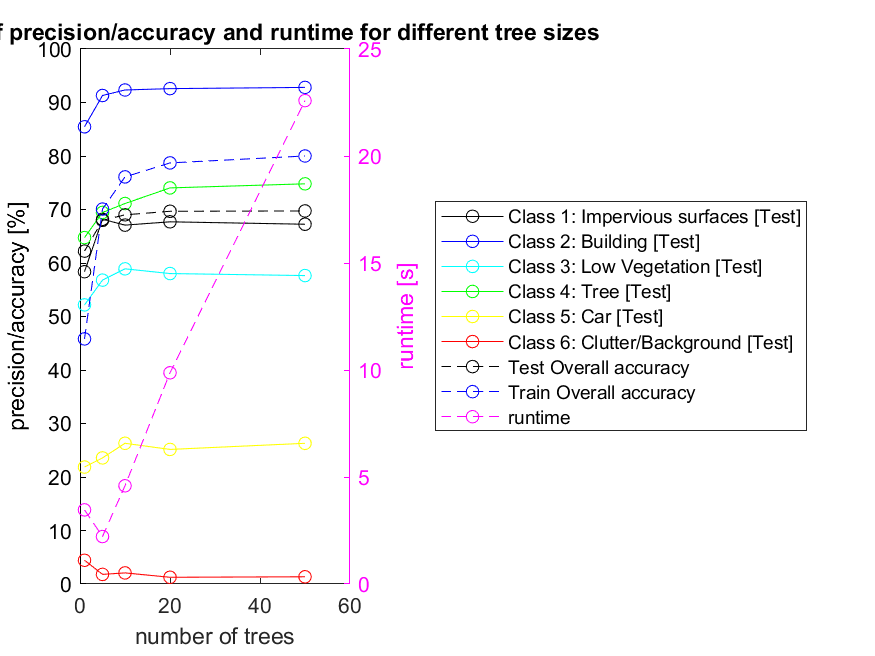 precision/accuracy and runtime for different tree sizes
100
90
80
70
60
50
40
30
20
10
0
25
20
15
10
5
0
0
20
40
60
precision/accuracy [%]
runtime [s]
number of trees
Class 1: Impervious surfaces [Test]
Class 2: Building [Test]
Class 3: Low Vegetation [Test]
Class 4: Tree [Test]
Class 5: Car [Test]
Class 6: Clutter/Background [Test]
Test Overall accuracy
Train Overall accuracy
runtime